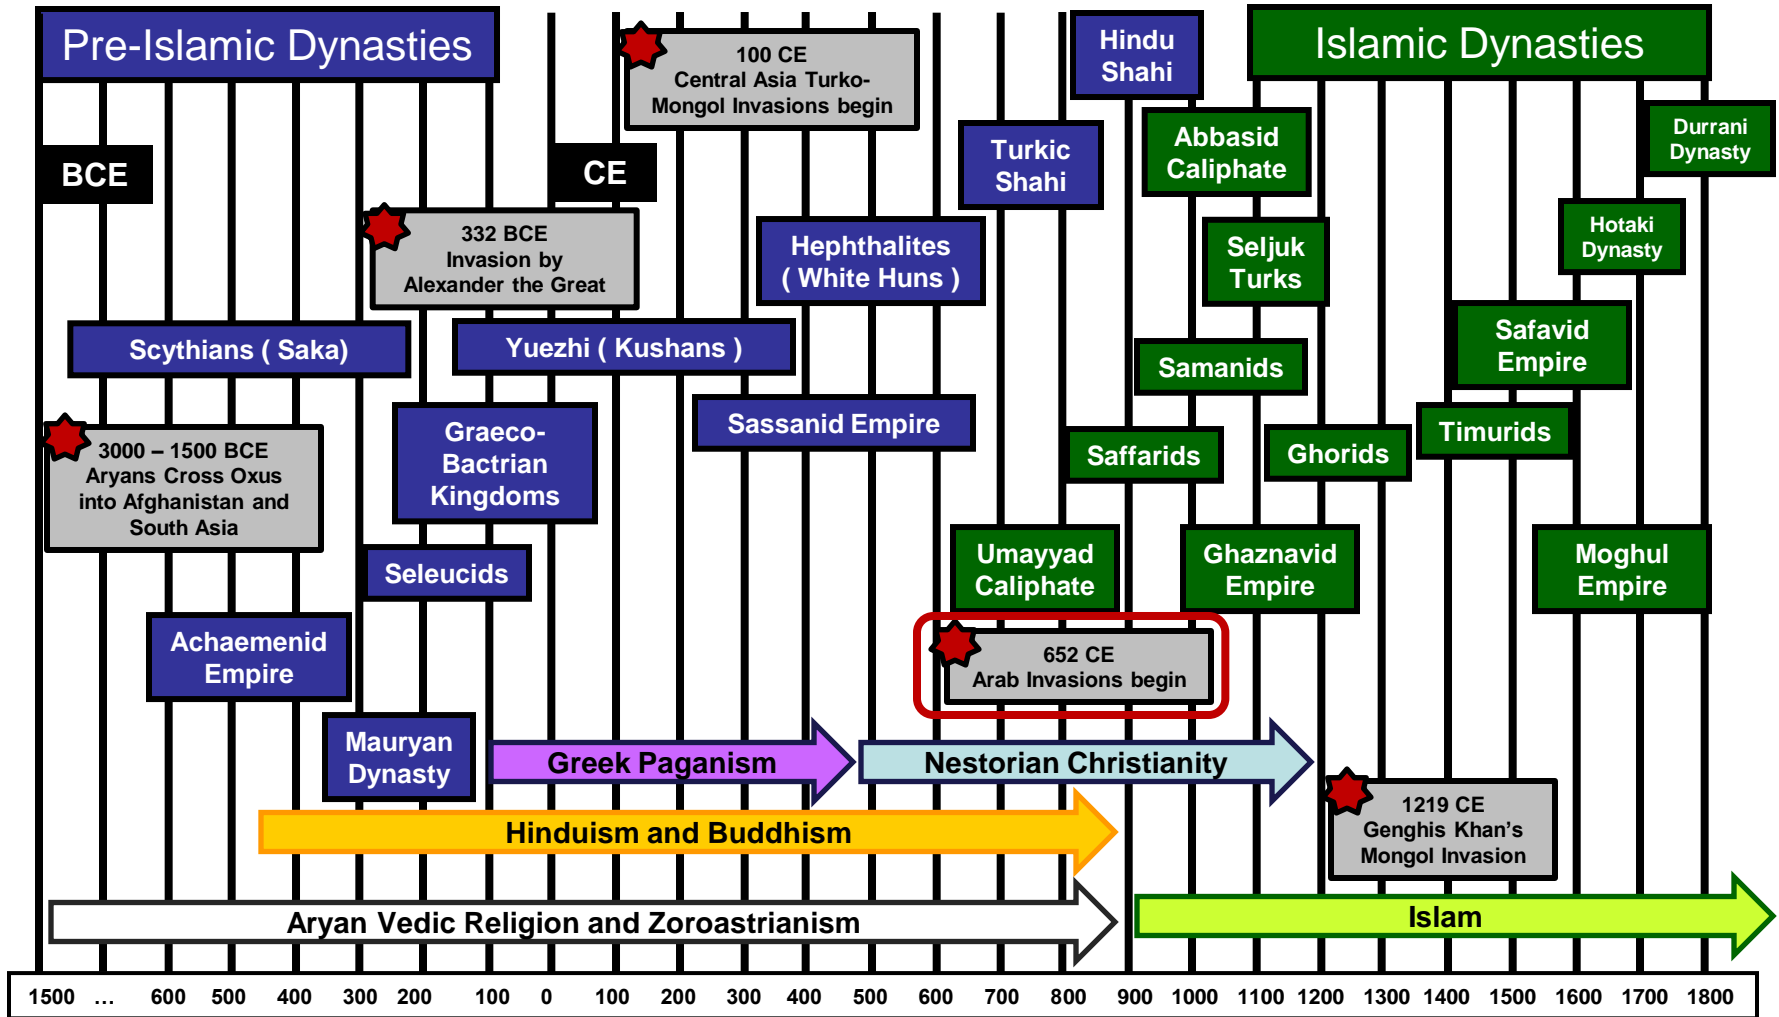 Pre-Islamic Dynasties
100 CE
Central Asia Turko-
Mongol Invasions begin
Hindu
Shahi
Islamic Dynasties
BCE
CE
Turkic
Shahi
Abbasid
Caliphate
Durrani
Dynasty
332 BCE
Invasion by
Alexander the Great
Hephthalites
( White Huns )
Seljuk
Turks
Hotaki
Dynasty
Scythians ( Saka)
Yuezhi ( Kushans )
Samanids
Safavid
Empire
3000 – 1500 BCE
Aryans Cross Oxus
into Afghanistan and
South Asia
Graeco-
Bactrian
Kingdoms
Sassanid Empire
Saffarids
Ghorids
Timurids
Seleucids
Umayyad
Caliphate
Ghaznavid
Empire
Moghul
Empire
Achaemenid
Empire
652 CE
Arab Invasions begin
Mauryan
Dynasty
Greek Paganism
Nestorian Christianity
1219 CE
Genghis Khan’s
Mongol Invasion
Hinduism and Buddhism
Aryan Vedic Religion and Zoroastrianism
Islam
1500 ... 600 500 400 300 200 100 0 100 200 300 400 500 600 700 800 900 1000 1100 1200 1300 1400 1500 1600 1700 1800